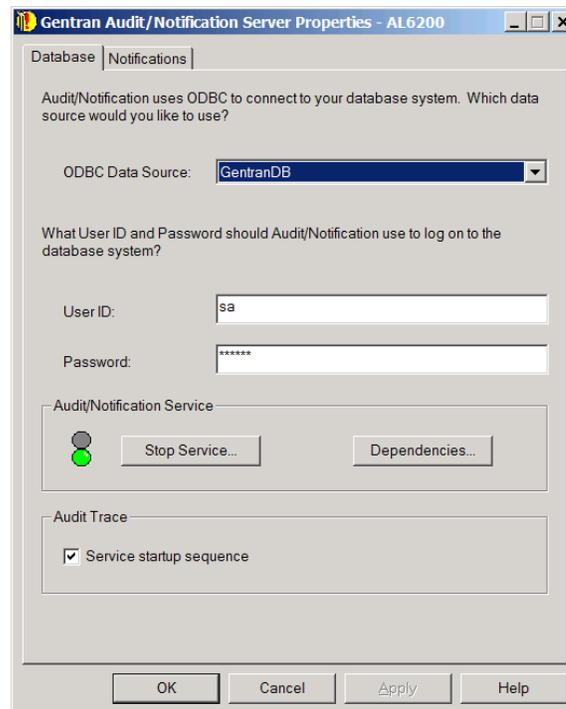 Gentran Audit/Notification Server Properties - AL6200
Database
Notifications
Audit/Notification uses ODBC to connect to your database system. Which data
source would you like to use?
ODBC Data Source:
GentranDB
What User ID and Password should Audit/Notification use to log on to the
database system?
User ID:
sa
Password:
******
Audit/Notification Service
Stop Service...
Dependencies...
Audit Trace
Service startup sequence
OK
Cancel
Apply
Help